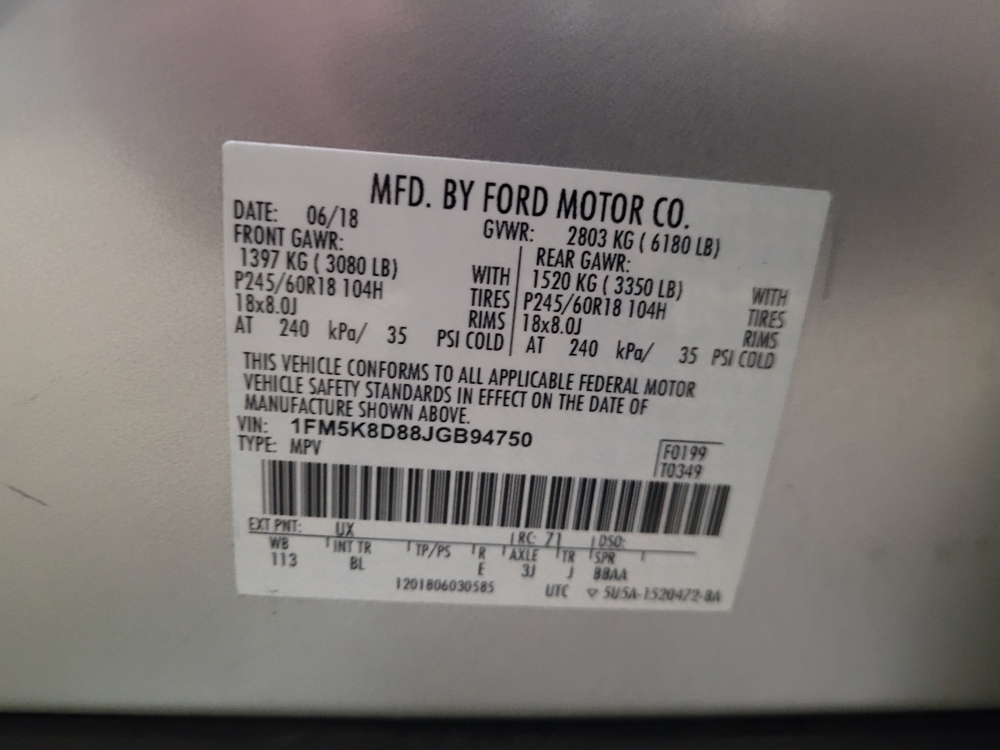 MFD. BY FORD MOTOR CO.
DATE: 06/18 GVWR: 2803 KG ( 6180 LB)
FRONT GAWR: REAR GAWR:
1397 KG ( 3080 LB) WITH 1520 KG ( 3350 LB) WITH
P245/60R18 104H TIRES P245/60R18 104H TIRES
18x8.0J RIMS 18x8.0J RIMS
AT 240 kPa/ 35 PSI COLD AT 240 kPa/ 35 PSI COLD
THIS VEHICLE CONFORMS TO ALL APPLICABLE FEDERAL MOTOR
VEHICLE SAFETY STANDARDS IN EFFECT ON THE DATE OF
MANUFACTURE SHOWN ABOVE.
VIN: 1FM5K8D88JGB94750
TYPE: MPV
F0199
T0349
EXT PNT: UX RC: 71 DSO:
WB INT TR TP/PS R AXLE TR SPR
113 BL E 3J J BBAA
1201806030585 UTC ▽ 5U5A-1520472-BA